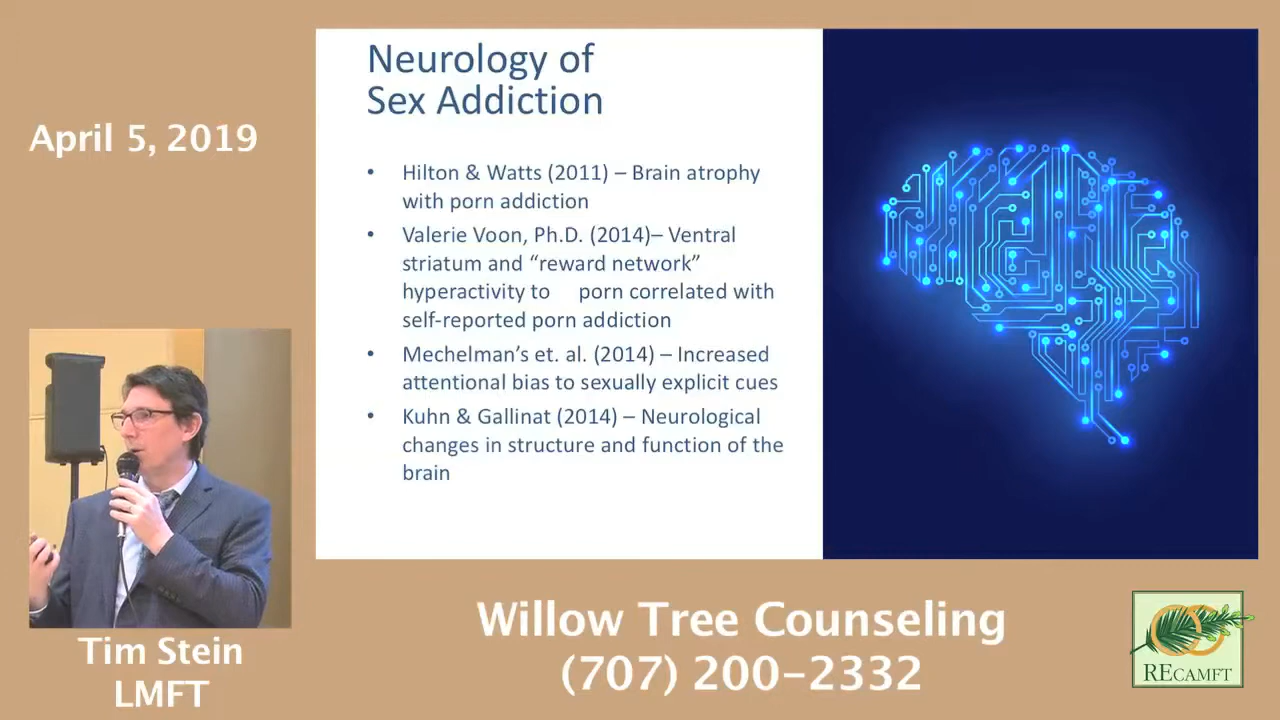 April 5, 2019
Neurology of
Sex Addiction
• Hilton & Watts (2011) – Brain atrophy
with porn addiction
• Valerie Voon, Ph.D. (2014)– Ventral
striatum and “reward network”
hyperactivity to porn correlated with
self-reported porn addiction
• Mechelman’s et. al. (2014) – Increased
attentional bias to sexually explicit cues
• Kuhn & Gallinat (2014) – Neurological
changes in structure and function of the
brain
Tim Stein
LMFT
Willow Tree Counseling
(707) 200-2332
RECAMFT